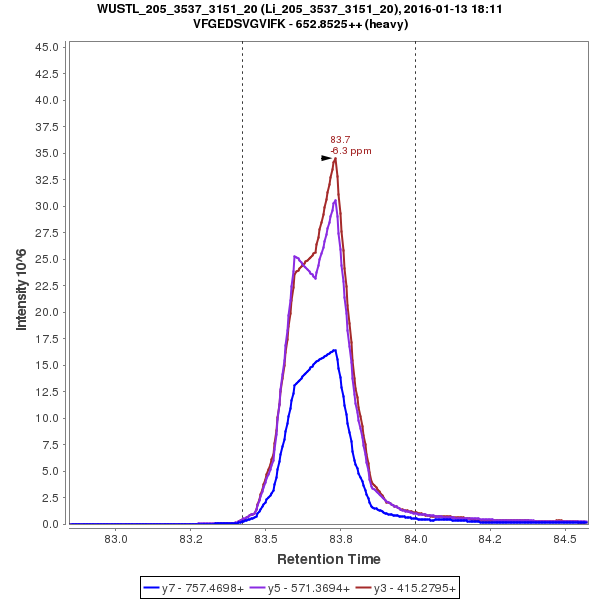 WUSTL_205_3537_3151_20 (Li_205_3537_3151_20), 2016-01-13 18:11
VFGEDSVGVIFK - 652.8525++ (heavy)
45.0
42.5
40.0
37.5
35.0
32.5
30.0
27.5
25.0
22.5
20.0
17.5
15.0
12.5
10.0
7.5
5.0
2.5
0.0
Intensity 10^6
83.7
-6.3 ppm
83.0 83.2 83.5 83.8 84.0 84.2 84.5
Retention Time
y7 - 757.4698+ y5 - 571.3694+ y3 - 415.2795+